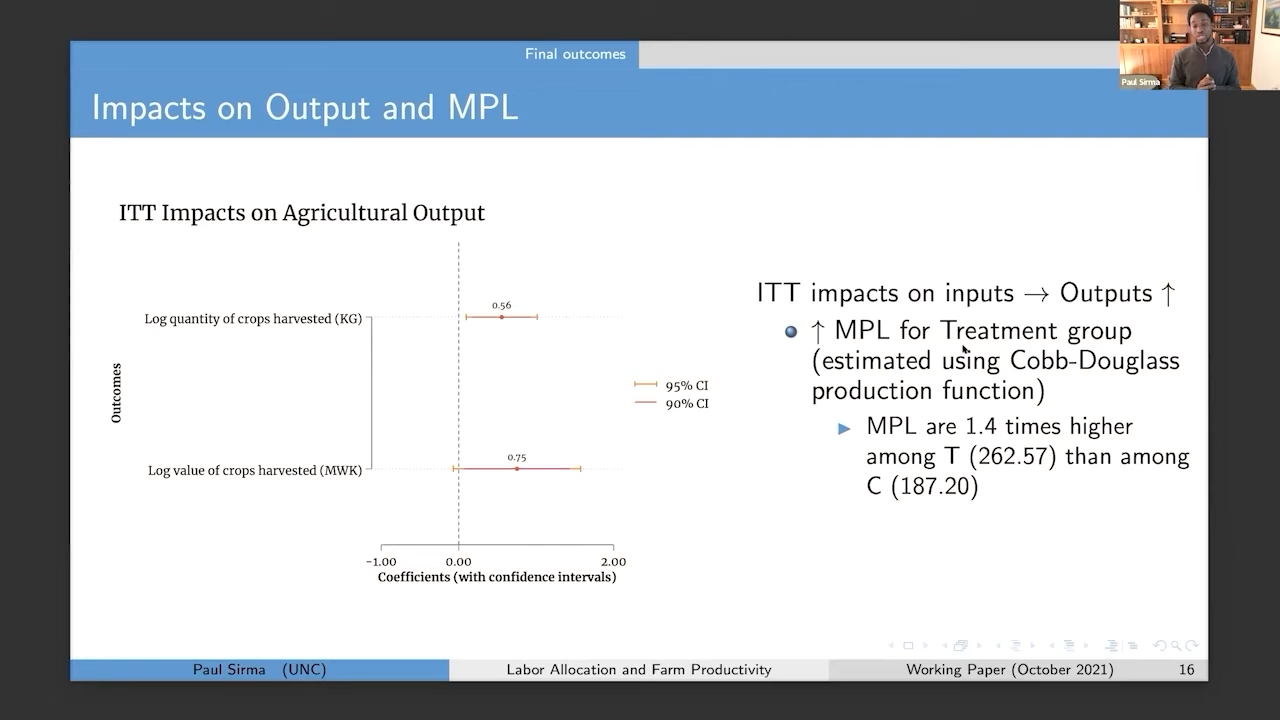 Final outcomes
Paul Sirma
Impacts on Output and MPL
ITT Impacts on Agricultural Output
Outcomes
Log quantity of crops harvested (KG)
0.56
Log value of crops harvested (MWK)
0.75
95% CI
90% CI
−1.00 0.00 2.00
Coefficients (with confidence intervals)
ITT impacts on inputs → Outputs ↑
↑ MPL for Treatment group
(estimated using Cobb-Douglass
production function)
MPL are 1.4 times higher
among T (262.57) than among
C (187.20)
Paul Sirma (UNC) Labor Allocation and Farm Productivity Working Paper (October 2021) 16